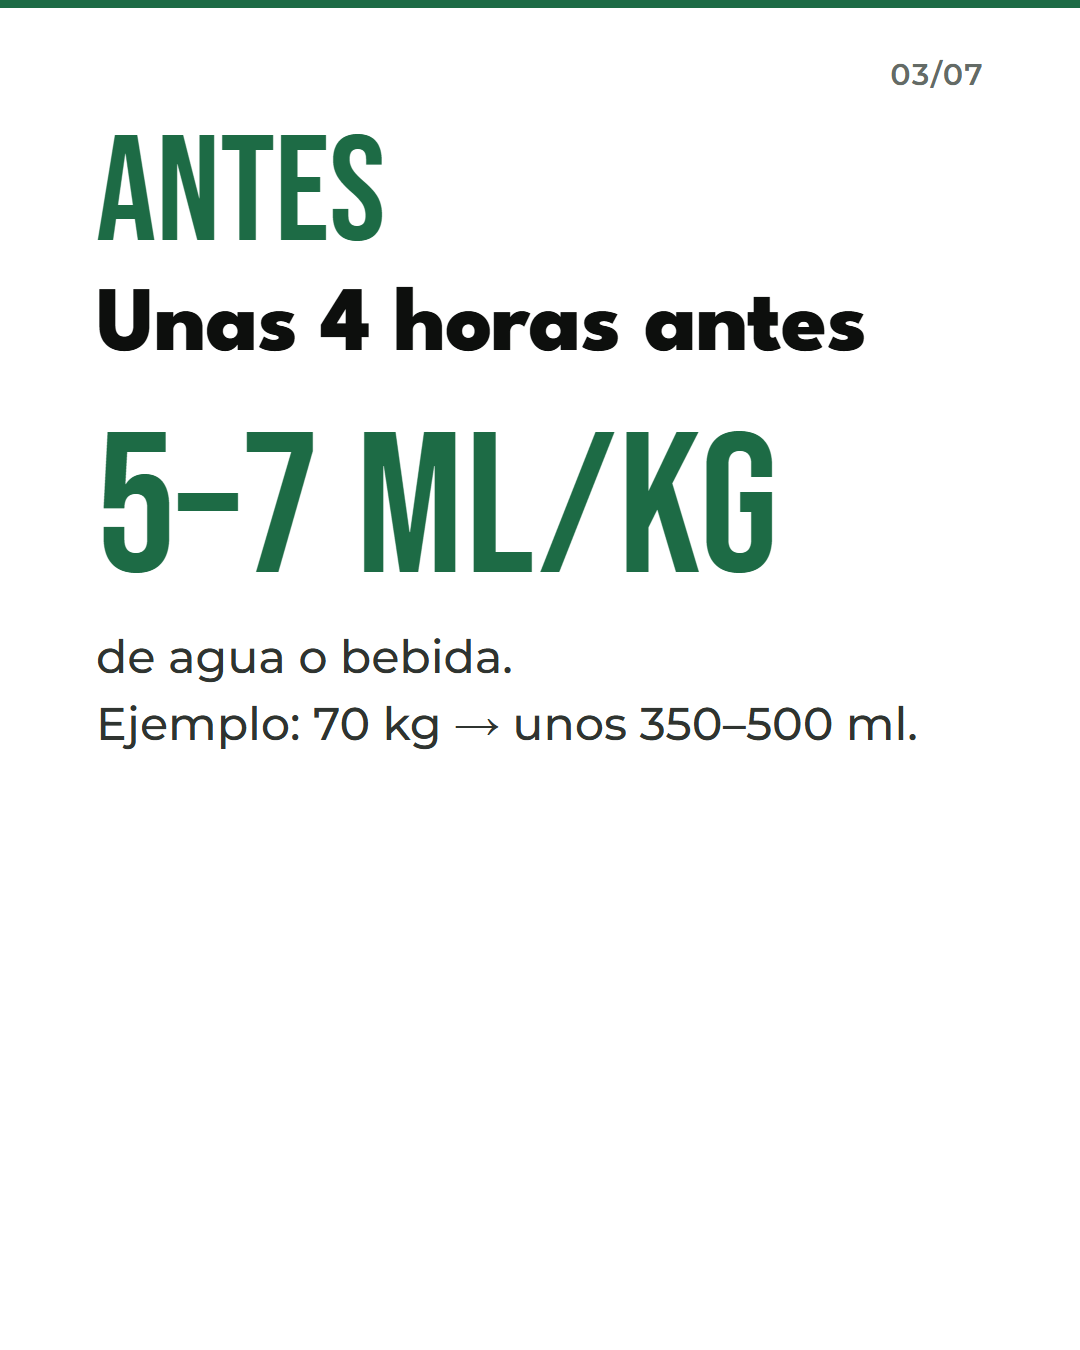 03/07
ANTES
Unas 4 horas antes
5–7 ML/KG
de agua o bebida.
Ejemplo: 70 kg → unos 350–500 ml.